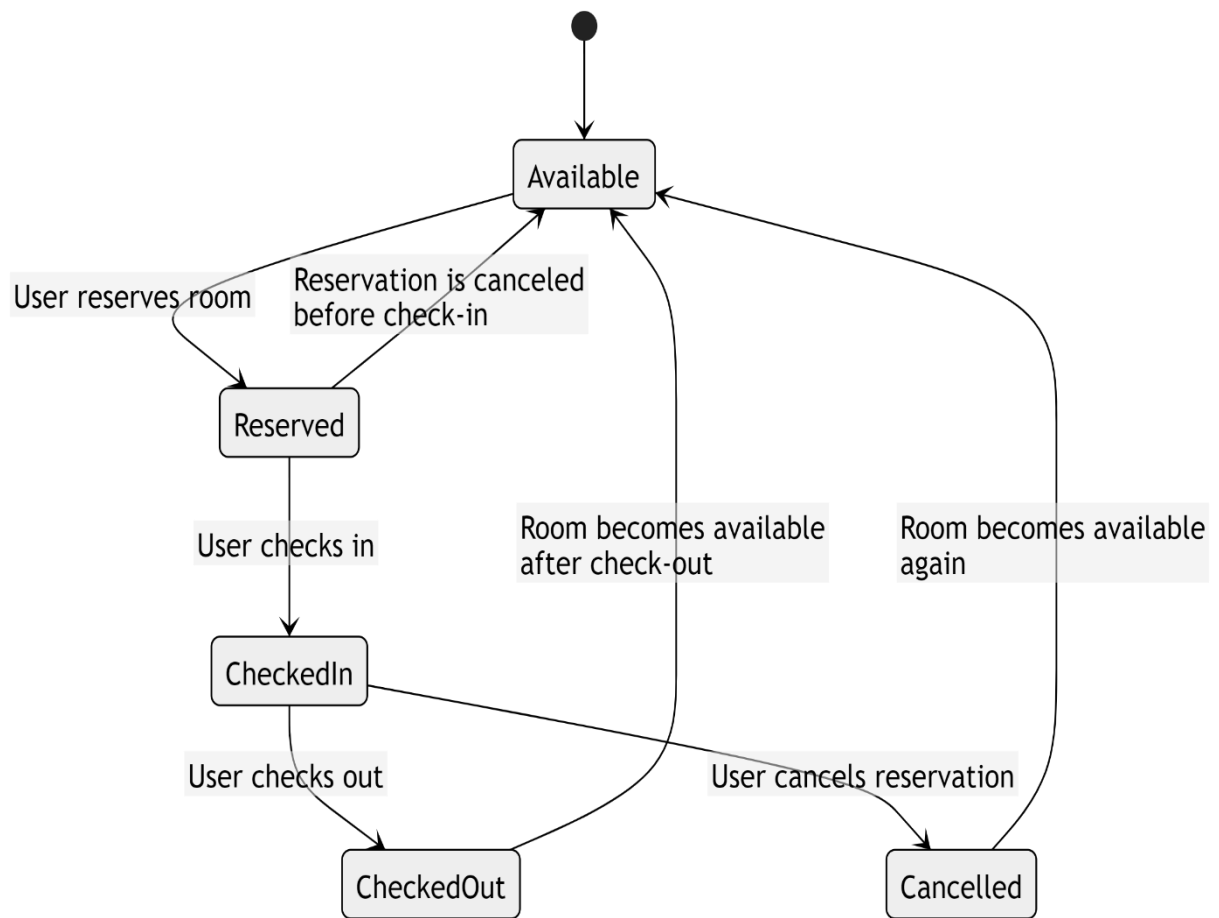 Available
User reserves room
Reservation is canceled
before check-in
Reserved
User checks in
Room becomes available
after check-out
Room becomes available
again
CheckedIn
User checks out
User cancels reservation
CheckedOut
Cancelled